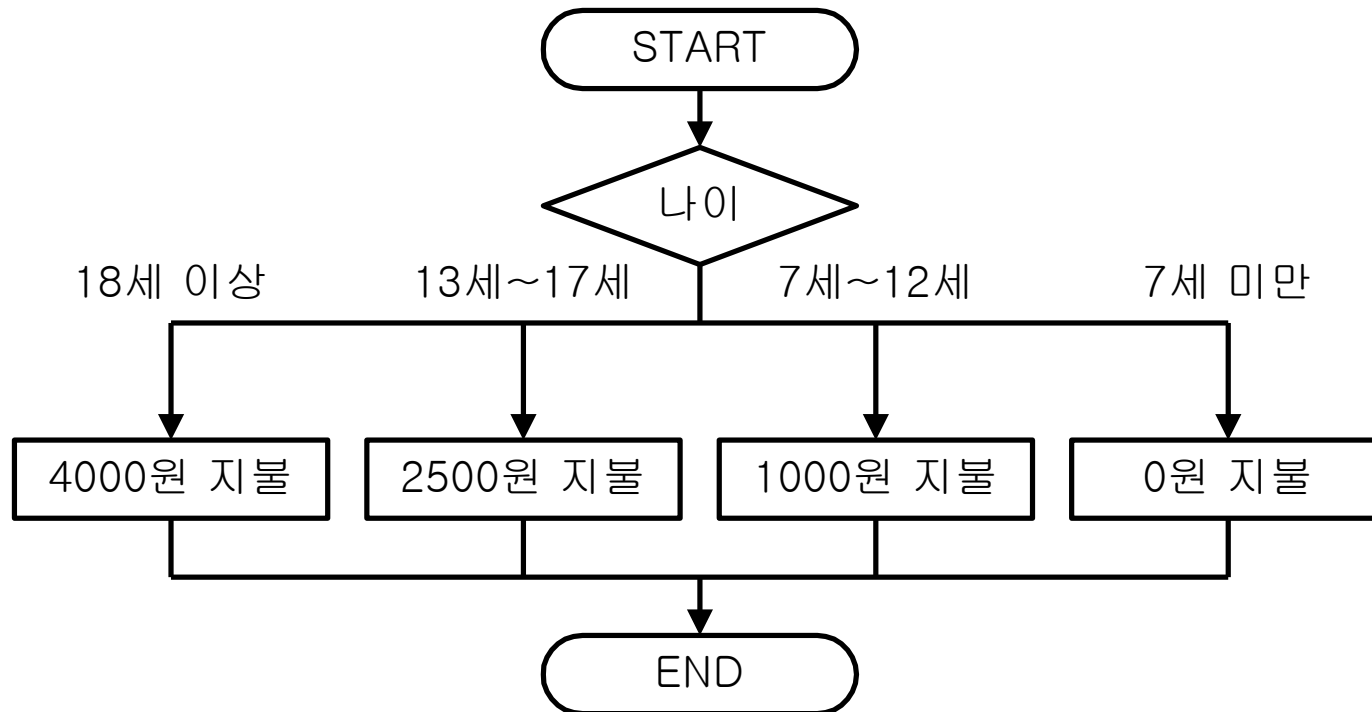 START
나이
18세 이상
13세~17세
7세~12세
7세 미만
4000원 지불
2500원 지불
1000원 지불
0원 지불
END